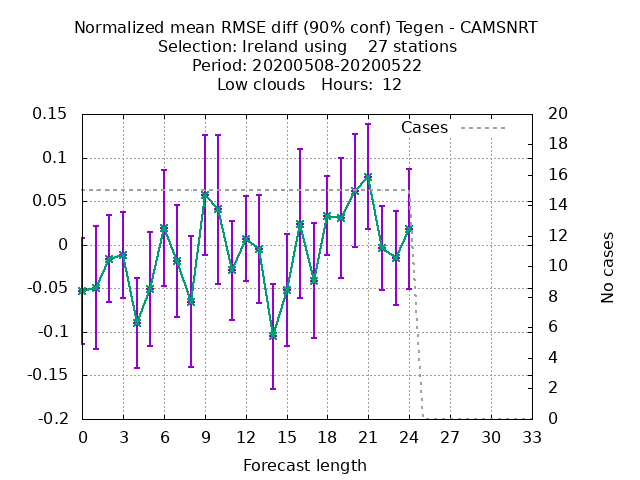 Normalized mean RMSE diff (90% conf) Tegen - CAMSNRT
Selection: Ireland using 27 stations
Period: 20200508-20200522
Low clouds Hours: 12
0.15 20
Cases
18
0.1
16
0.05
14
12
0
10
-0.05
8
-0.1
6
4
-0.15
2
-0.2 0
No cases
0 3 6 9 12 15 18 21 24 27 30 33
Forecast length